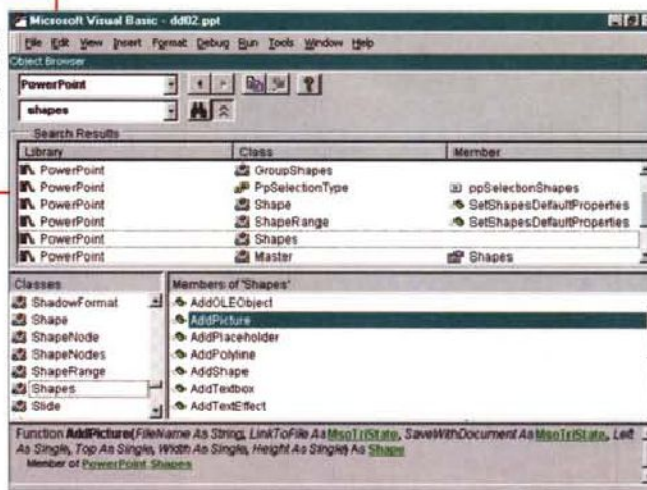 Microsoft Visual Basic - dd02.ppt
File Edit View Insert Format Debug Run Tools Window Help
Object Browser
PowerPoint
shapes
Search Results
Library Class Member
PowerPoint GroupShapes
PowerPoint PpSelectionType ppSelectionShapes
PowerPoint Shape SetShapesDefaultProperties
PowerPoint ShapeRange SetShapesDefaultProperties
PowerPoint Shapes
PowerPoint Master Shapes
Classes Members of 'Shapes'
ShadowFormat AddOLEObject
Shape AddPicture
ShapeNode AddPlaceholder
ShapeNodes AddPolyline
ShapeRange AddShape
Shapes AddTextbox
Slide AddTextEffect
Function AddPicture(FileName As String, LinkToFile As MsoTriState, SaveWithDocument As MsoTriState, Left
As Single, Top As Single, Width As Single, Height As Single) As Shape
Member of PowerPoint.Shapes